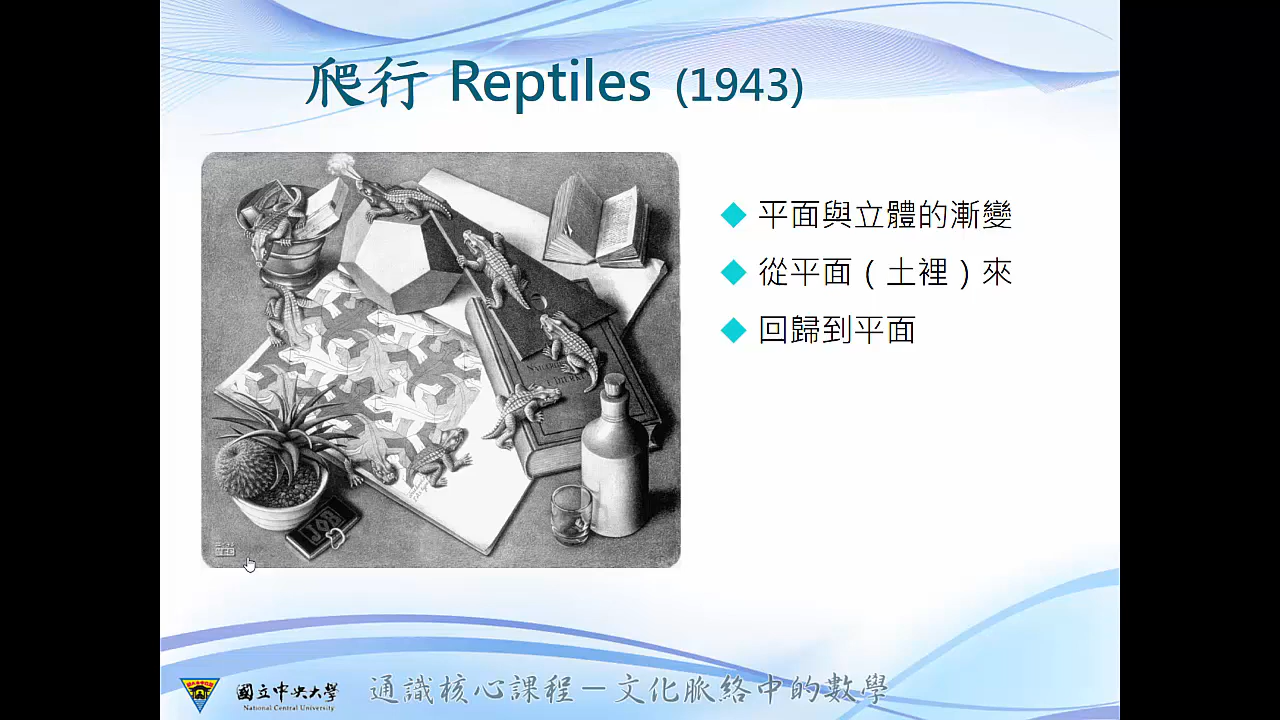 爬行 Reptiles (1943)
平面與立體的漸變
從平面（土裡）來
回歸到平面
JOB
國立中央大學
National Central University
通識核心課程－文化脈絡中的數學